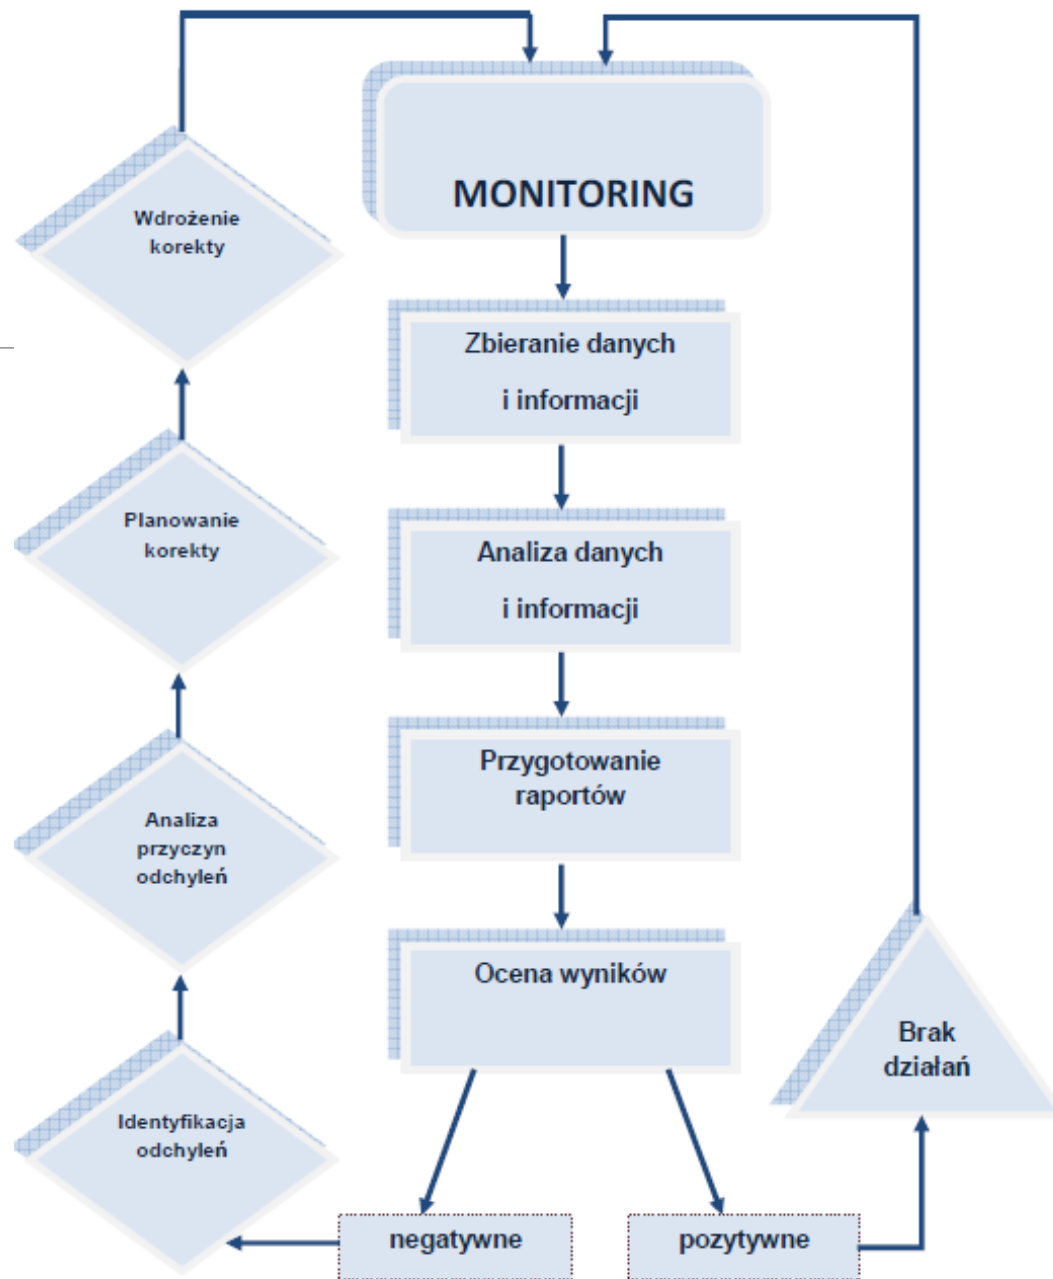 MONITORING
Zbieranie danych
i informacji
Analiza danych
i informacji
Przygotowanie
raportów
Ocena wyników
negatywne
pozytywne
Identyfikacja
odchyleń
Analiza
przyczyn
odchyleń
Planowanie
korekty
Wdrożenie
korekty
Brak
działań